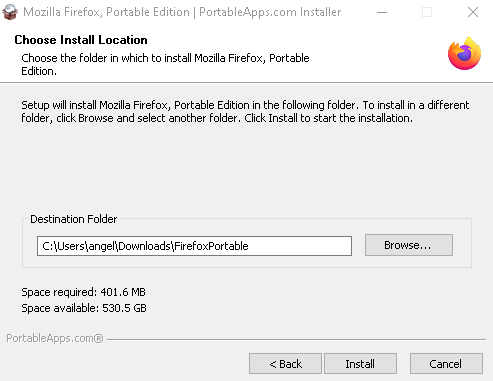 Mozilla Firefox, Portable Edition | PortableApps.com Installer
Choose Install Location
Choose the folder in which to install Mozilla Firefox, Portable
Edition.
Setup will install Mozilla Firefox, Portable Edition in the following folder. To install in a different
folder, click Browse and select another folder. Click Install to start the installation.
Destination Folder
C:\Users\angel\Downloads\FirefoxPortable
Browse...
Space required: 401.6 MB
Space available: 530.5 GB
PortableApps.com®
< Back
Install
Cancel